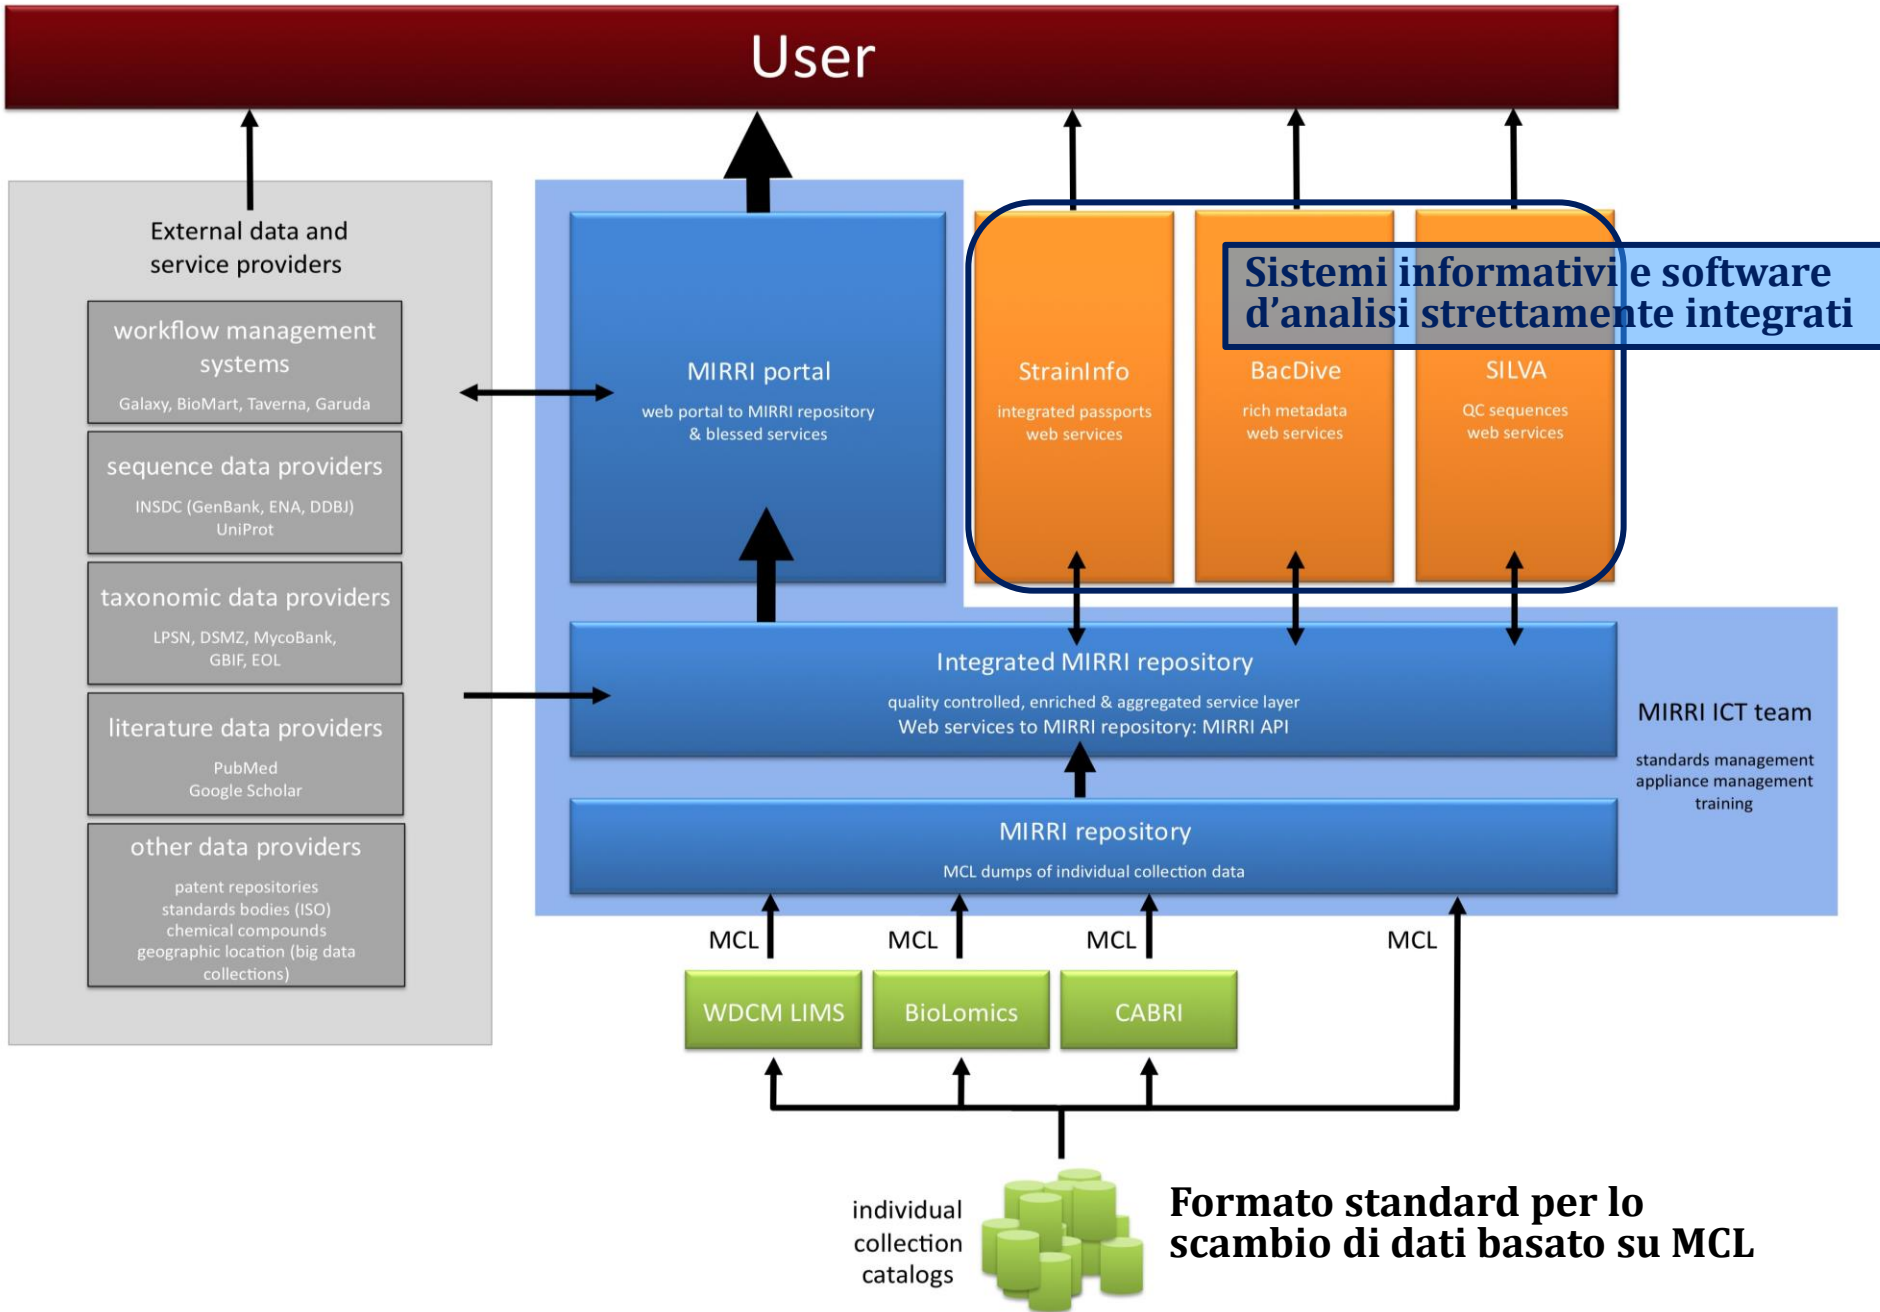 User
External data and
service providers
workflow management
systems
Galaxy, BioMart, Taverna, Garuda
sequence data providers
INSDC (GenBank, ENA, DDBJ)
UniProt
taxonomic data providers
LPSN, DSMZ, MycoBank,
GBIF, EOL
literature data providers
PubMed
Google Scholar
other data providers
patent repositories
standards bodies (ISO)
chemical compounds
geographic location (big data
collections)
MIRRI portal
web portal to MIRRI repository
& blessed services
Sistemi informativi e software
d’analisi strettamente integrati
StrainInfo
integrated passports
web services
BacDive
rich metadata
web services
SILVA
QC sequences
web services
Integrated MIRRI repository
quality controlled, enriched & aggregated service layer
Web services to MIRRI repository: MIRRI API
MIRRI ICT team
standards management
appliance management
training
MIRRI repository
MCL dumps of individual collection data
MCL
MCL
MCL
MCL
WDCM LIMS
BioLomics
CABRI
individual
collection
catalogs
Formato standard per lo
scambio di dati basato su MCL